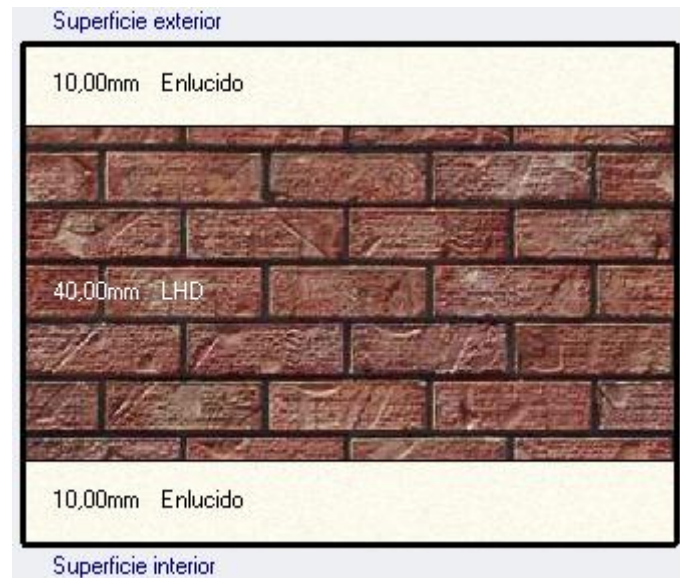 Superficie exterior
10,00mm Enlucido
40,00mm LHD
10,00mm Enlucido
Superficie interior